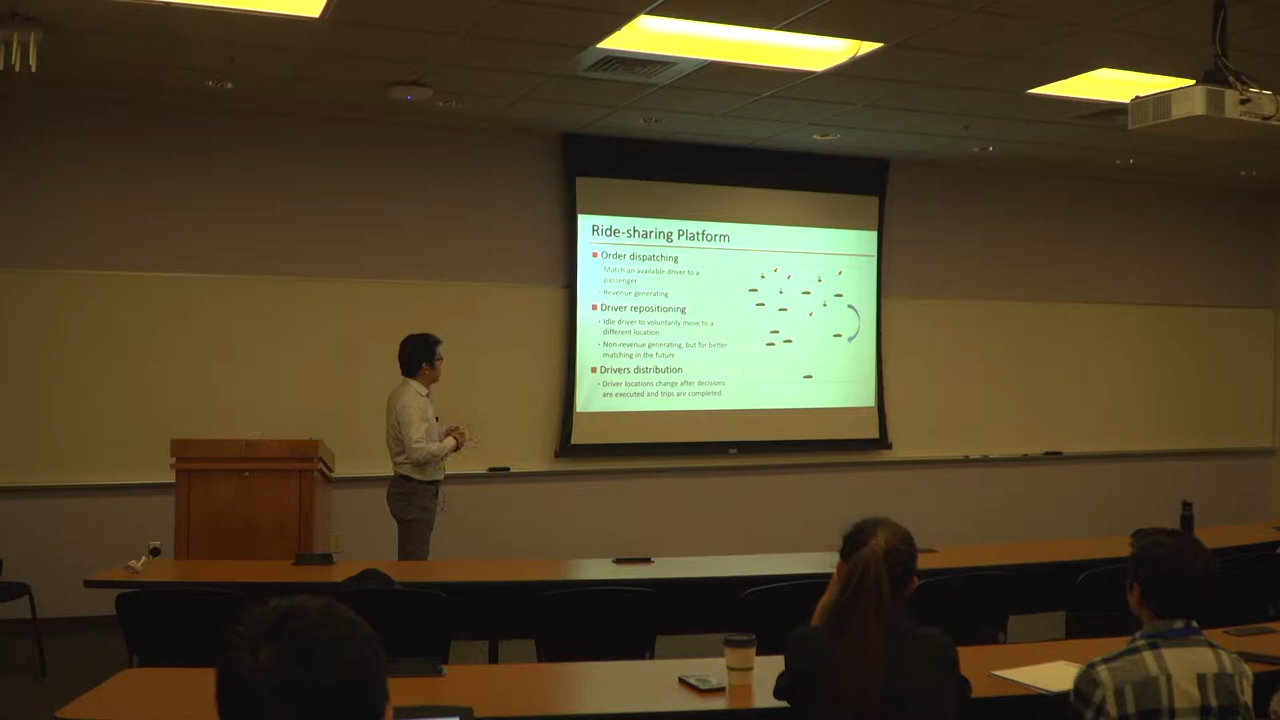 Ride-sharing Platform
Order dispatching
Match an available driver to a
passenger
Revenue generating
Driver repositioning
Idle driver to voluntarily move to a
different location
Non-revenue generating, but for better
matching in the future
Drivers distribution
Driver locations change after decisions
are executed and trips are completed.